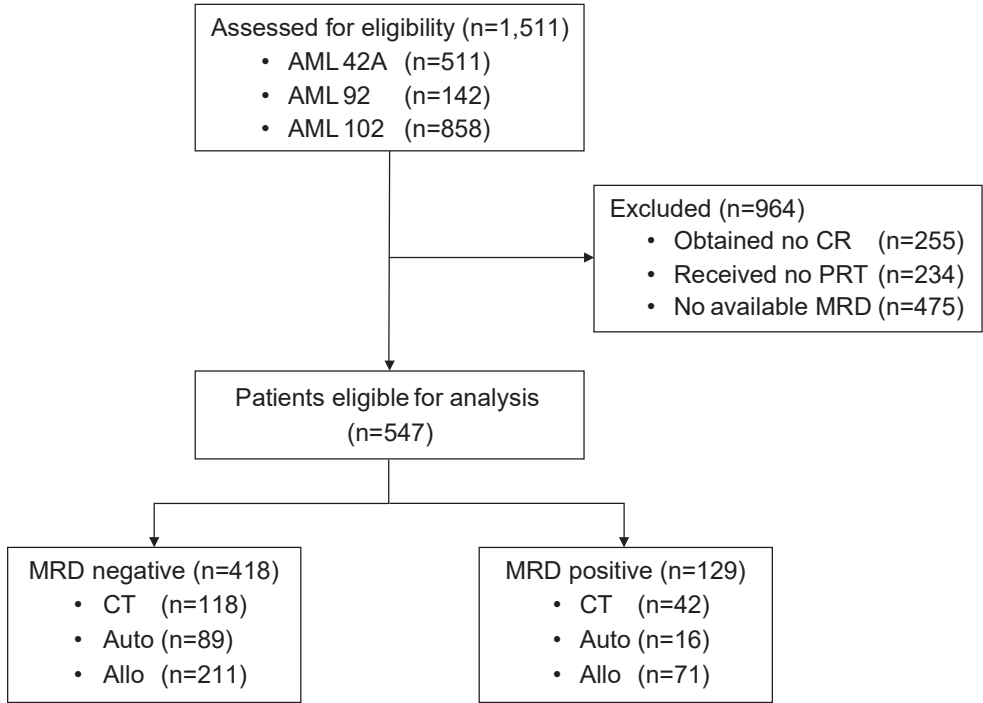 Assessed for eligibility (n=1,511)
• AML 42A (n=511)
• AML 92 (n=142)
• AML 102 (n=858)
Excluded (n=964)
• Obtained no CR (n=255)
• Received no PRT (n=234)
• No available MRD (n=475)
Patients eligible for analysis
(n=547)
MRD negative (n=418)
• CT (n=118)
• Auto (n=89)
• Allo (n=211)
MRD positive (n=129)
• CT (n=42)
• Auto (n=16)
• Allo (n=71)